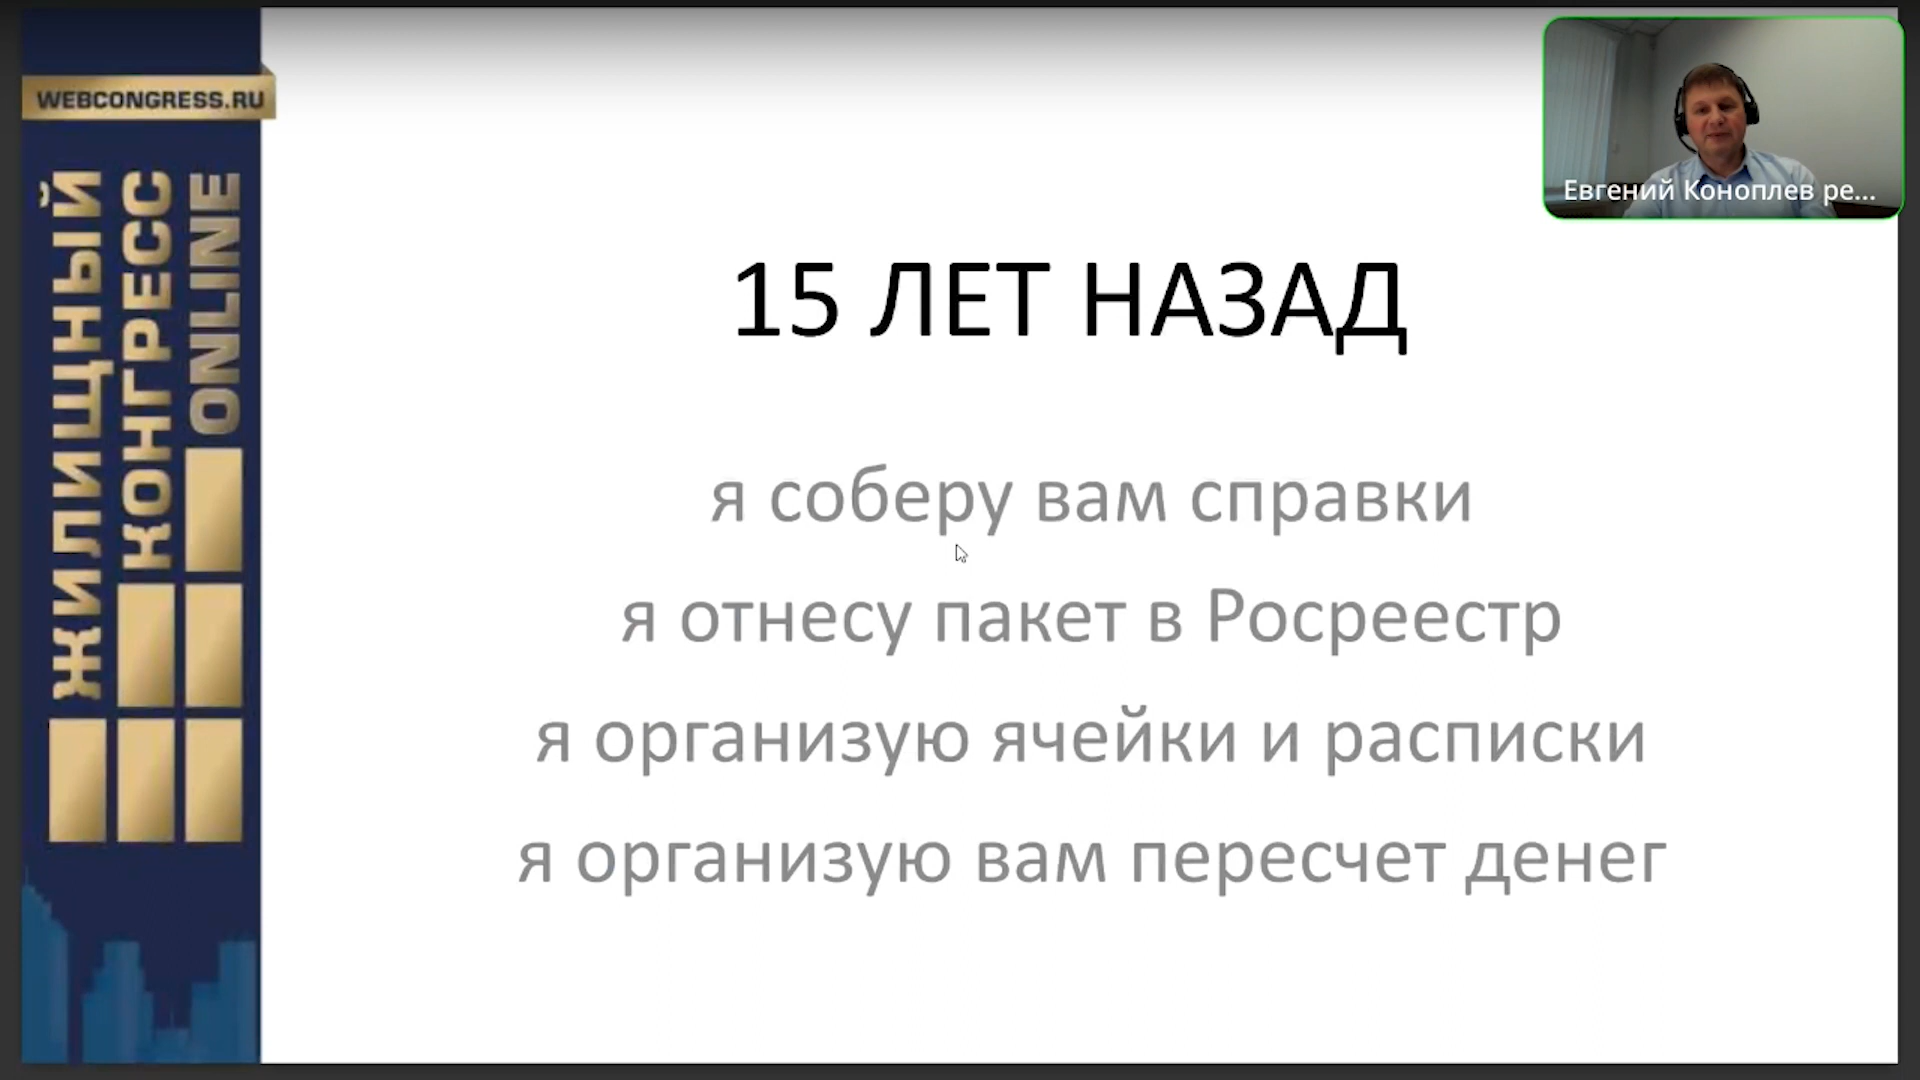 WEBCONGRESS.RU
ЖИЛИЩНЫЙ
КОНГРЕСС
ONLINE
Евгений Коноплев ре...
15 ЛЕТ НАЗАД
я соберу вам справки
я отнесу пакет в Росреестр
я организую ячейки и расписки
я организую вам пересчет денег